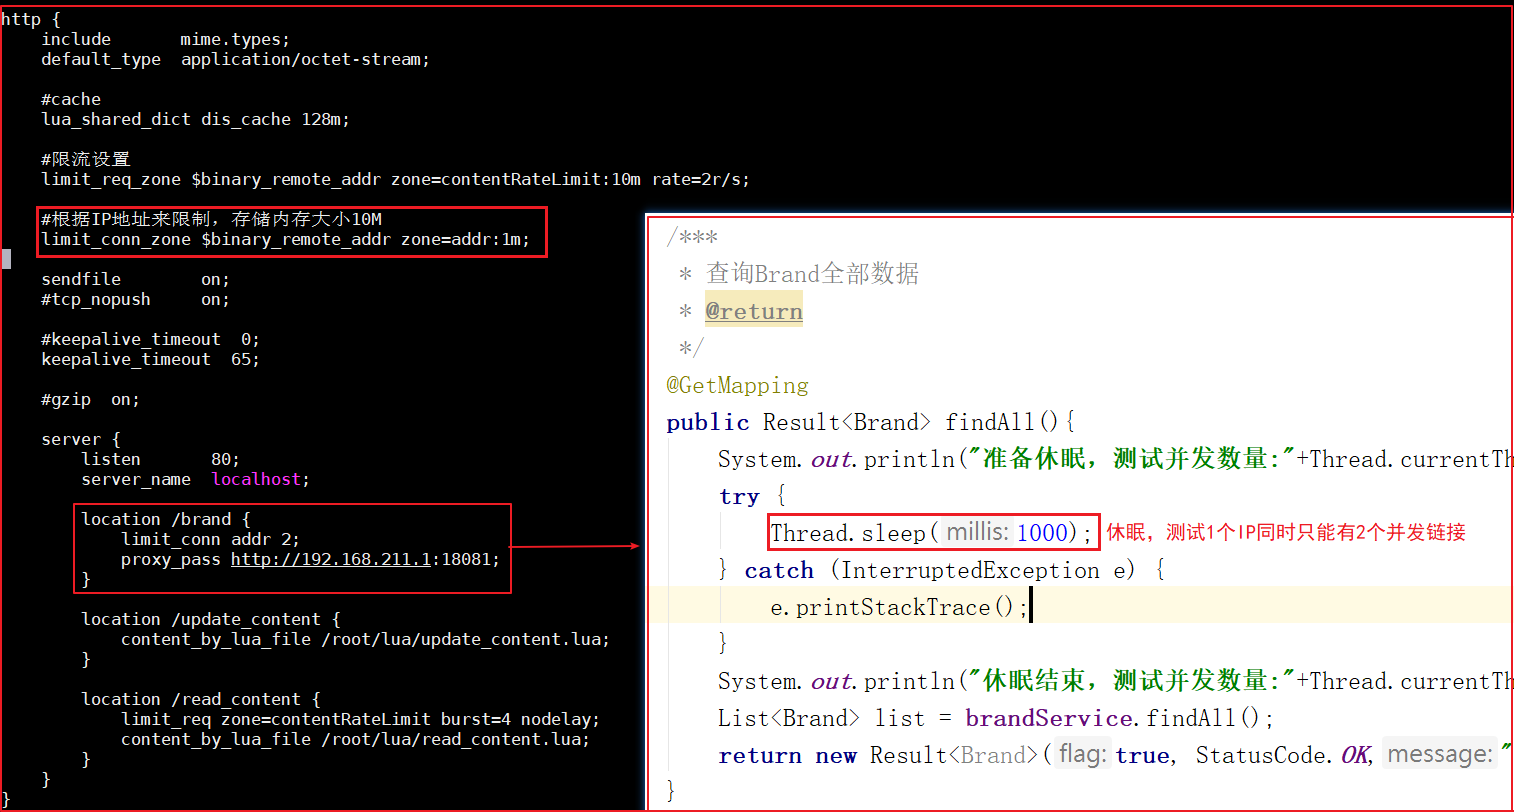 http {
    include       mime.types;
    default_type  application/octet-stream;
    #cache
    lua_shared_dict dis_cache 128m;
    #限流设置
    limit_req_zone $binary_remote_addr zone=contentRateLimit:10m rate=2r/s;
    #根据IP地址来限制，存储内存大小10M
    limit_conn_zone $binary_remote_addr zone=addr:1m;
    sendfile        on;
    #tcp_nopush     on;
    #keepalive_timeout  0;
    keepalive_timeout  65;
    #gzip  on;
    server {
        listen       80;
        server_name  localhost;
        location /brand {
            limit_conn addr 2;
            proxy_pass http://192.168.211.1:18081;
        }
        location /update_content {
            content_by_lua_file /root/lua/update_content.lua;
        }
        location /read_content {
            limit_req zone=contentRateLimit burst=4 nodelay;
            content_by_lua_file /root/lua/read_content.lua;
        }
    }
}
/***
 * 查询Brand全部数据
 * @return
 */
@GetMapping
public Result<Brand> findAll(){
    System.out.println("准备休眠，测试并发数量:"+Thread.currentTh
    try {
        Thread.sleep( millis: 1000); 休眠，测试1个IP同时只能有2个并发链接
    } catch (InterruptedException e) {
        e.printStackTrace();
    }
    System.out.println("休眠结束，测试并发数量:"+Thread.currentTh
    List<Brand> list = brandService.findAll();
    return new Result<Brand>( flag: true, StatusCode.OK, message: "
}